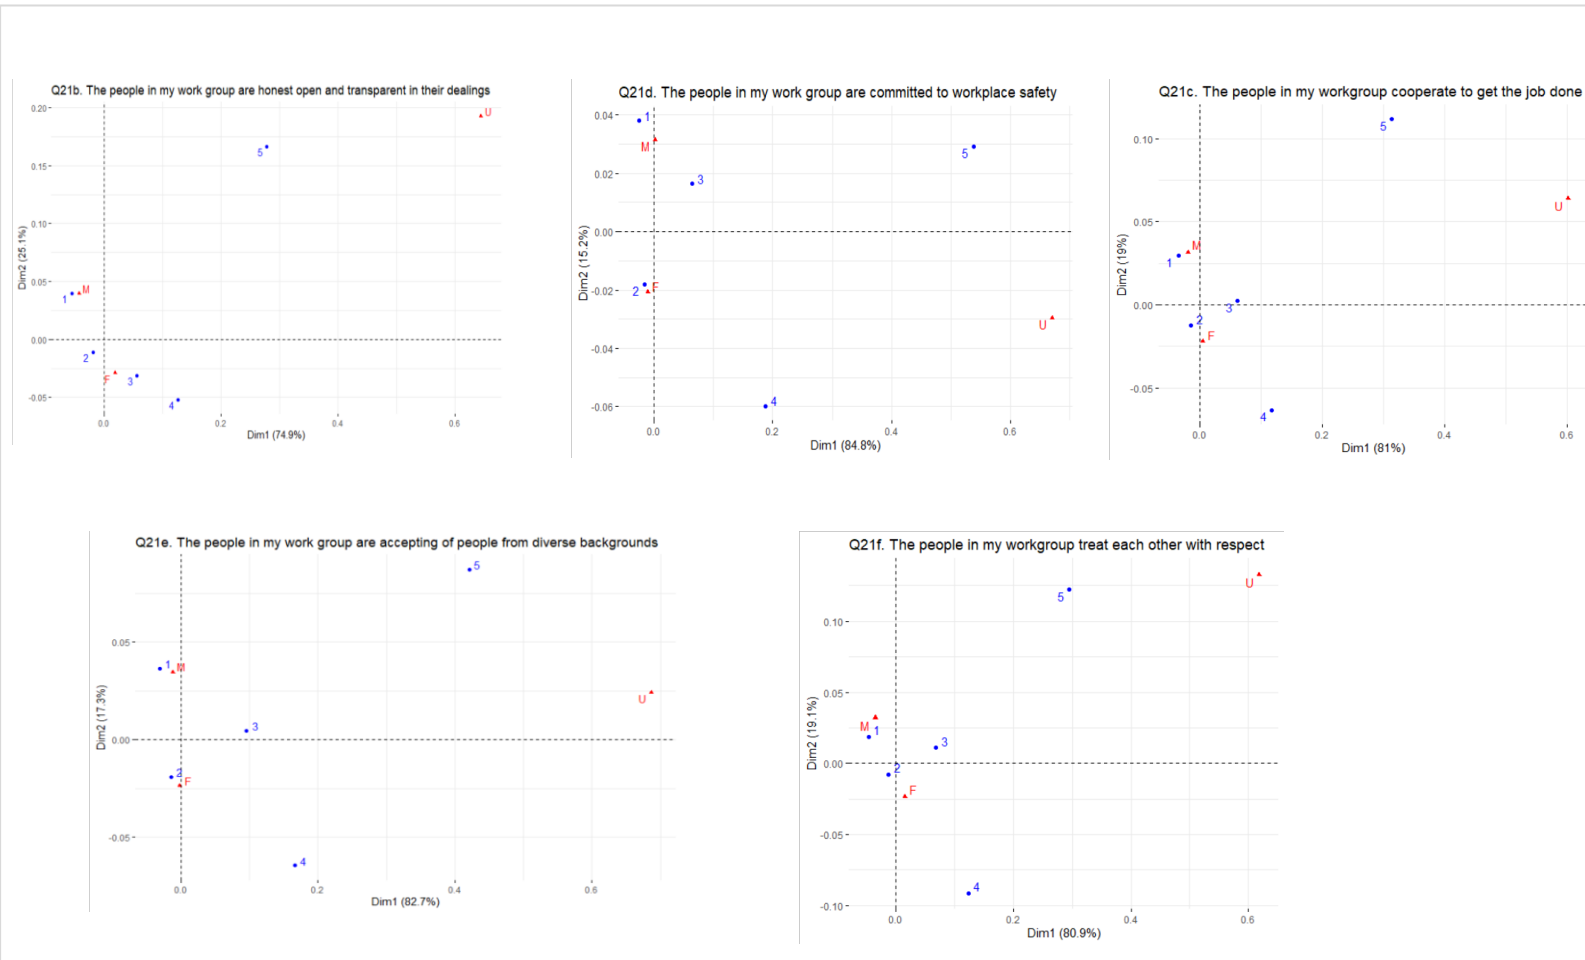 Q21b. The people in my work group are honest open and transparent in their dealings
0.20
0.15
0.10
0.05
0.00
-0.05
Dim2 (25.1%)
U
5
M
1
2
F
3
4
0.0 0.2 0.4 0.6
Dim1 (74.9%)
Q21d. The people in my work group are committed to workplace safety
0.04
0.02
0.00
-0.02
-0.04
-0.06
Dim2 (15.2%)
1
M
3
5
2
F
U
4
0.0 0.2 0.4 0.6
Dim1 (84.8%)
Q21c. The people in my workgroup cooperate to get the job done
0.10
0.05
0.00
-0.05
Dim2 (19%)
5
U
M
1
3
2
F
4
0.0 0.2 0.4 0.6
Dim1 (81%)
Q21e. The people in my work group are accepting of people from diverse backgrounds
0.05
0.00
-0.05
Dim2 (17.3%)
5
1
M
U
3
2
F
4
0.0 0.2 0.4 0.6
Dim1 (82.7%)
Q21f. The people in my workgroup treat each other with respect
0.10
0.05
0.00
-0.05
-0.10
Dim2 (19.1%)
U
5
M
1
3
2
F
4
0.0 0.2 0.4 0.6
Dim1 (80.9%)